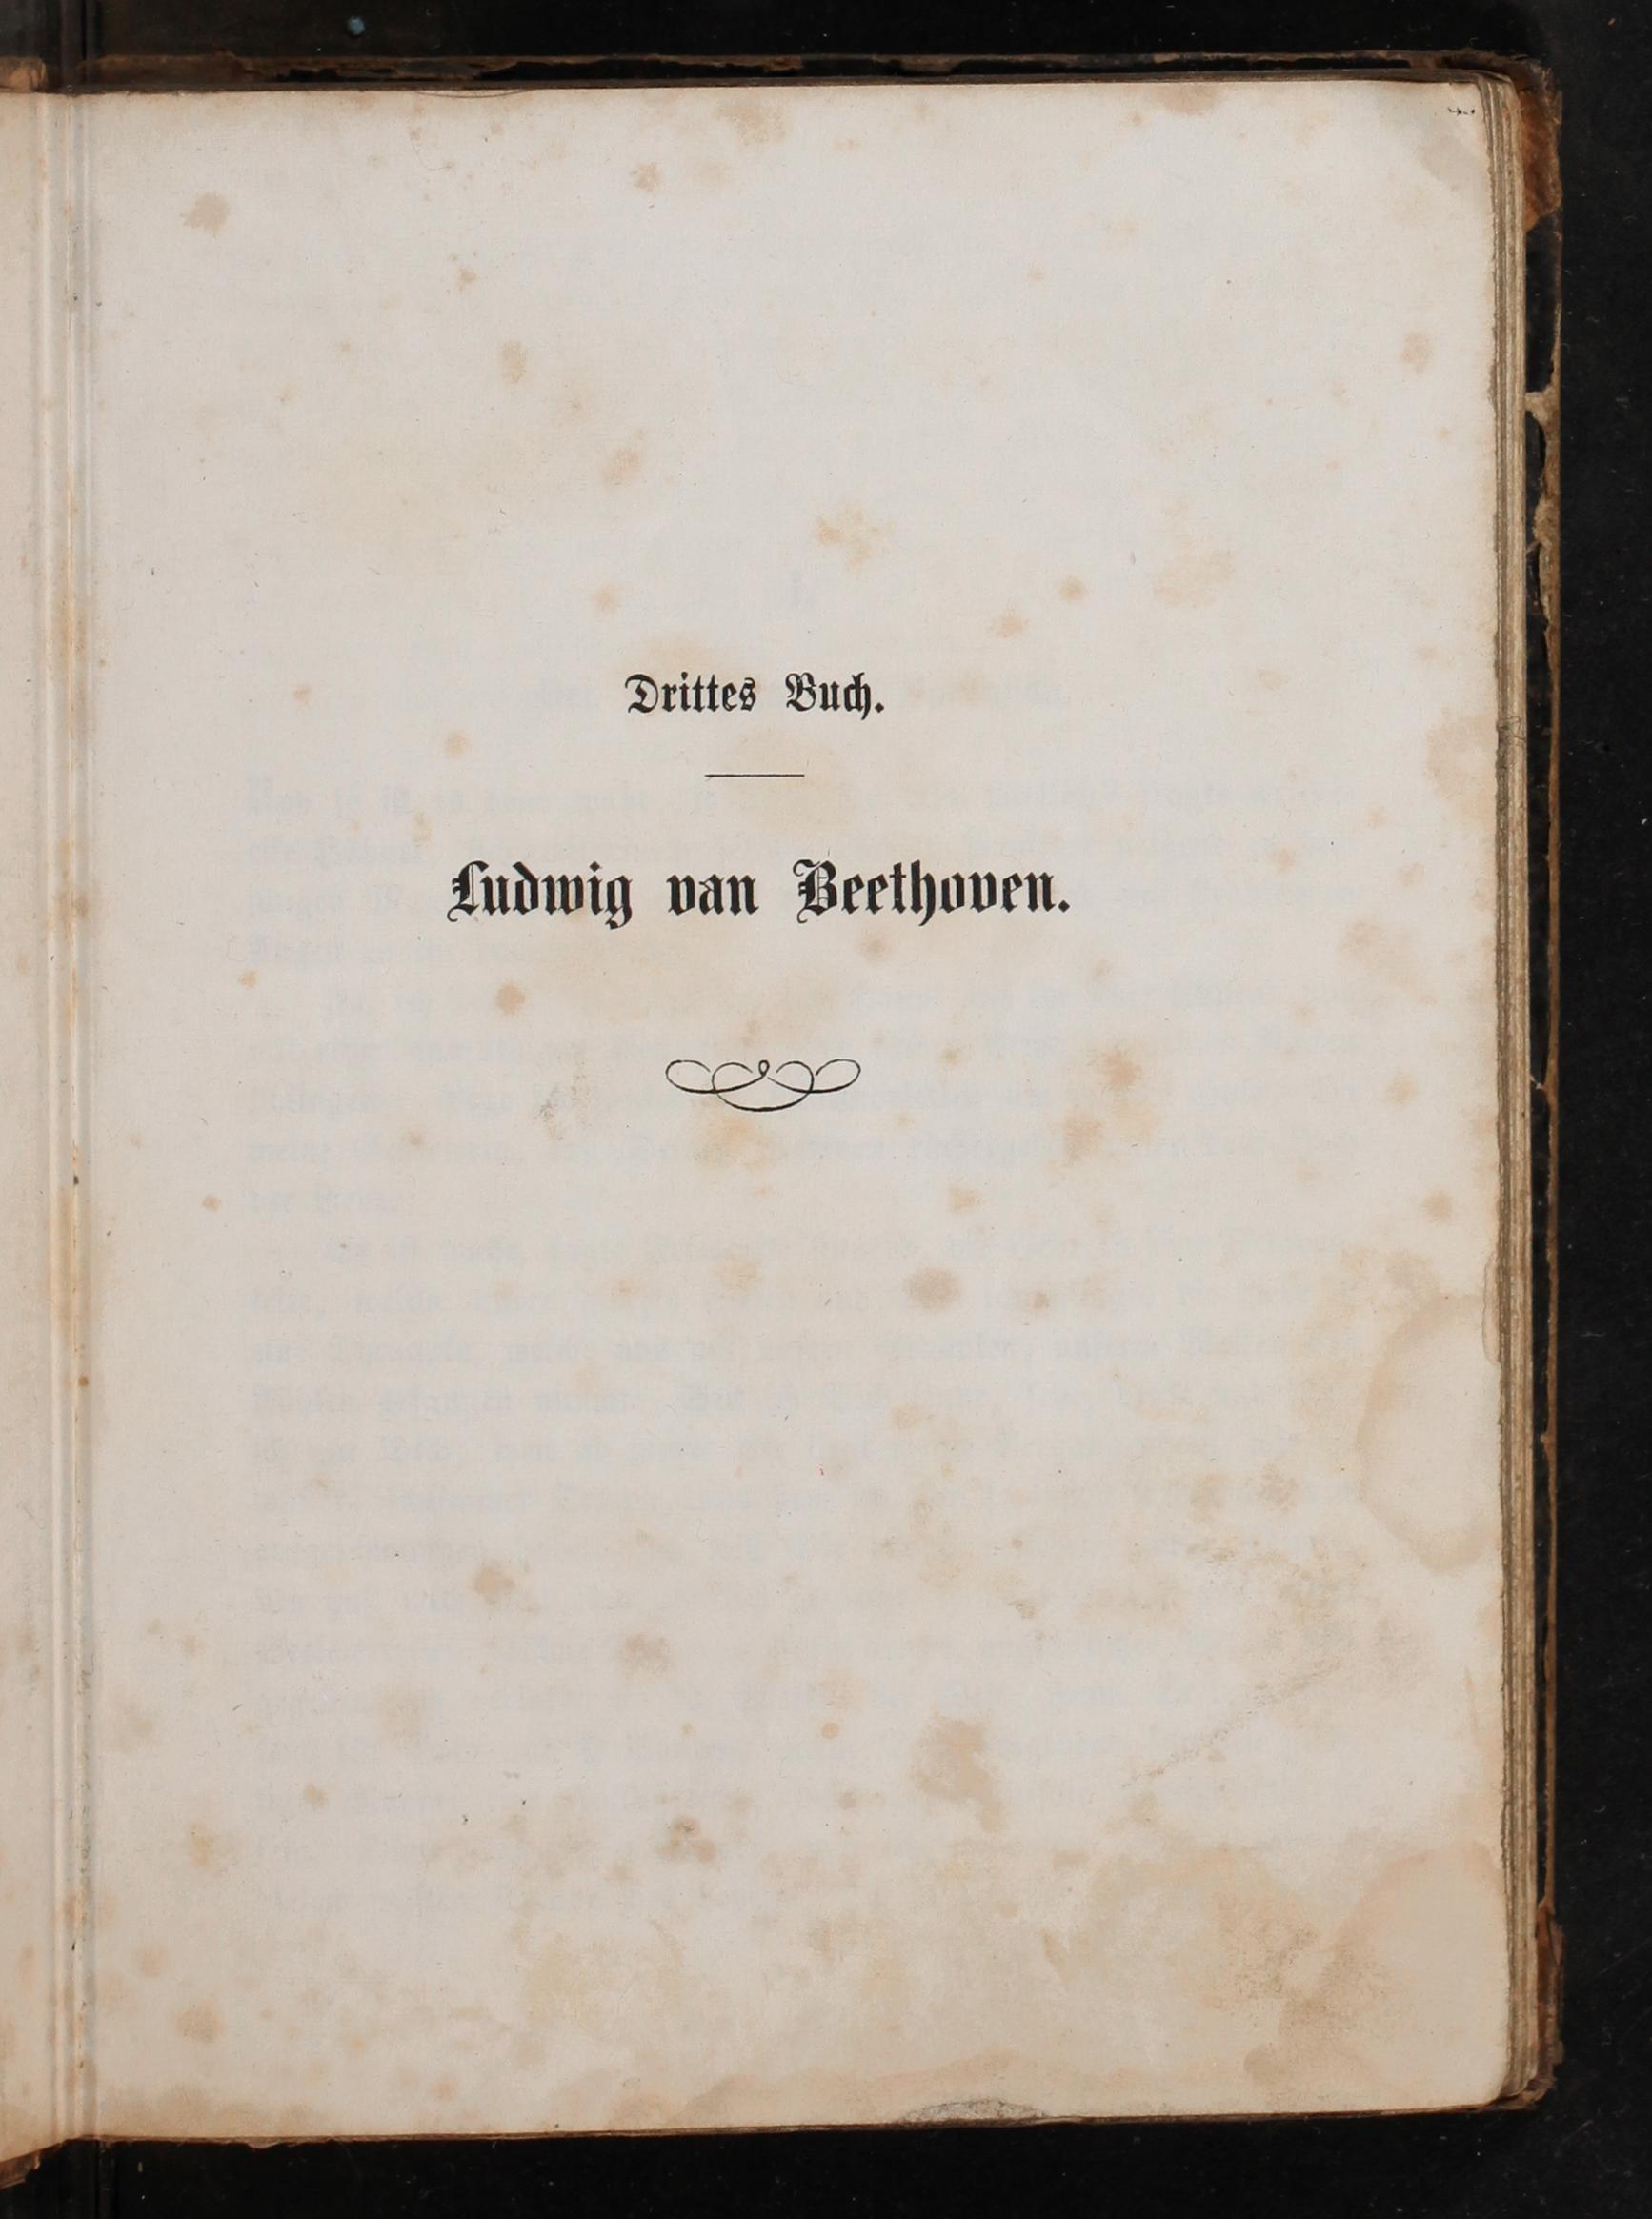 Drittes Buch.
Ludwig van Beethoven.